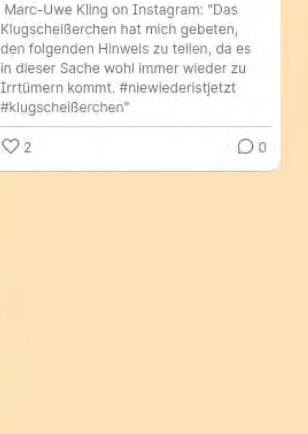 Marc-Uwe Kling on Instagram: "Das
Klugscheißerchen hat mich gebeten,
den folgenden Hinweis zu teilen, da es
in dieser Sache wohl immer wieder zu
Irrtümern kommt. #niewiederistjetzt
#klugscheißerchen"
2 0